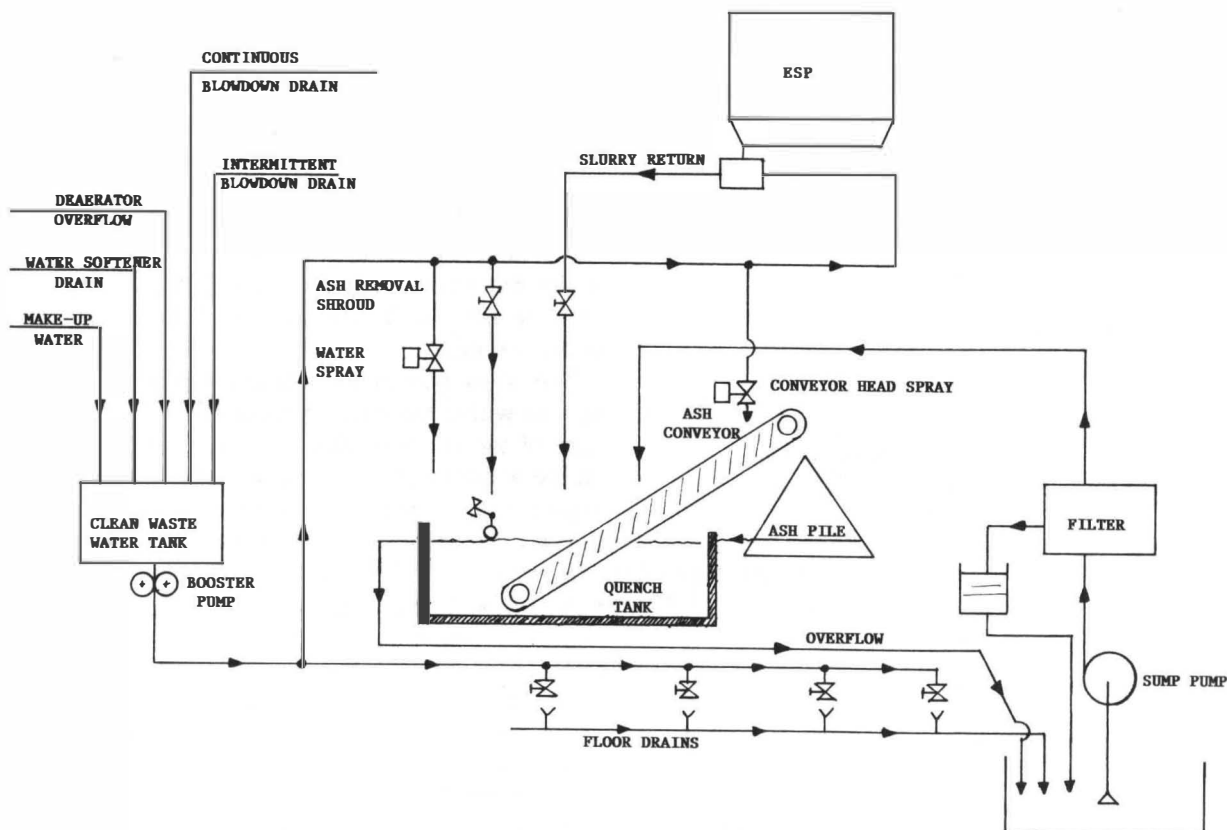 CONTINUOUS
BLOWDOWN DRAIN
ESP
INTERMITTENT
BLOWDOWN DRAIN
SLURRY RETURN
DEAERATOR
OVERFLOW
WATER SOFTENER
DRAIN
ASH REMOVAL
SHROUD
MAKE-UP
WATER
WATER
SPRAY
CONVEYOR HEAD SPRAY
ASH
CONVEYOR
CLEAN WASTE
WATER TANK
FILTER
ASH PILE
BOOSTER
PUMP
QUENCH
TANK
OVERFLOW
SUMP PUMP
FLOOR DRAINS